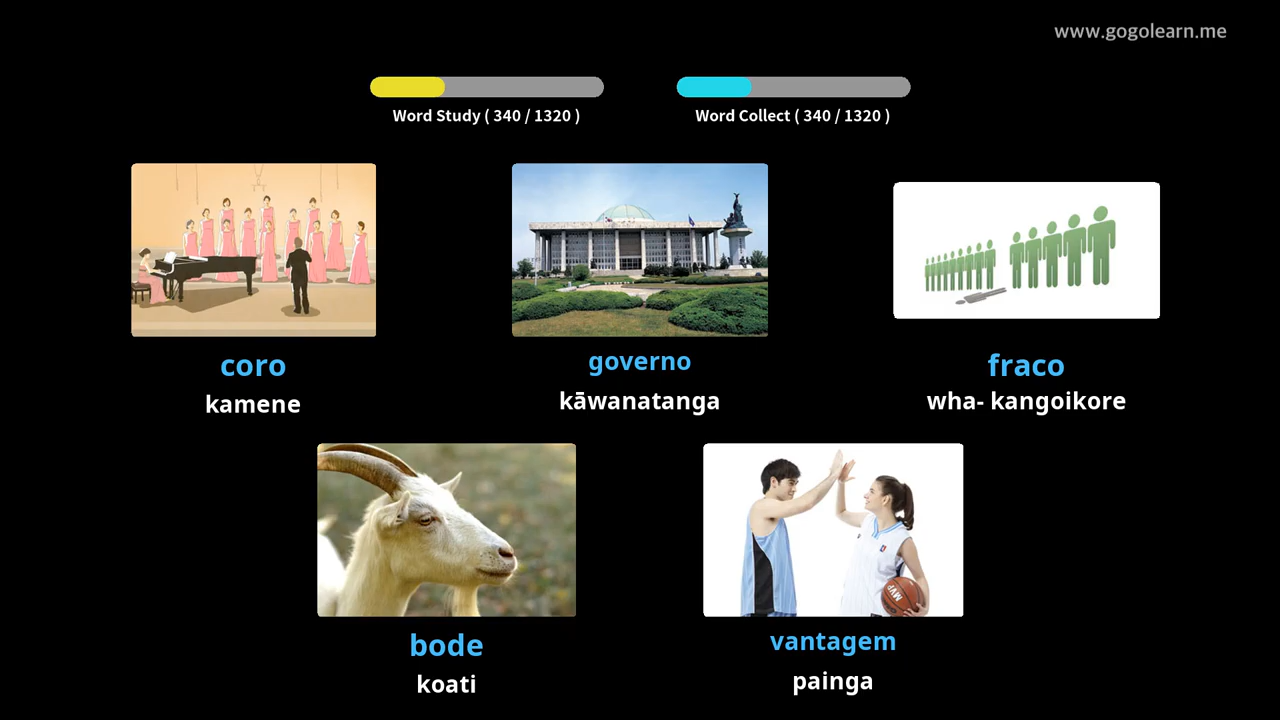 www.gogolearn.me
Word Study ( 340 / 1320 )
Word Collect ( 340 / 1320 )
coro
kamene
governo
kāwanatanga
fraco
wha- kangoikore
bode
koati
vantagem
painga
MVP